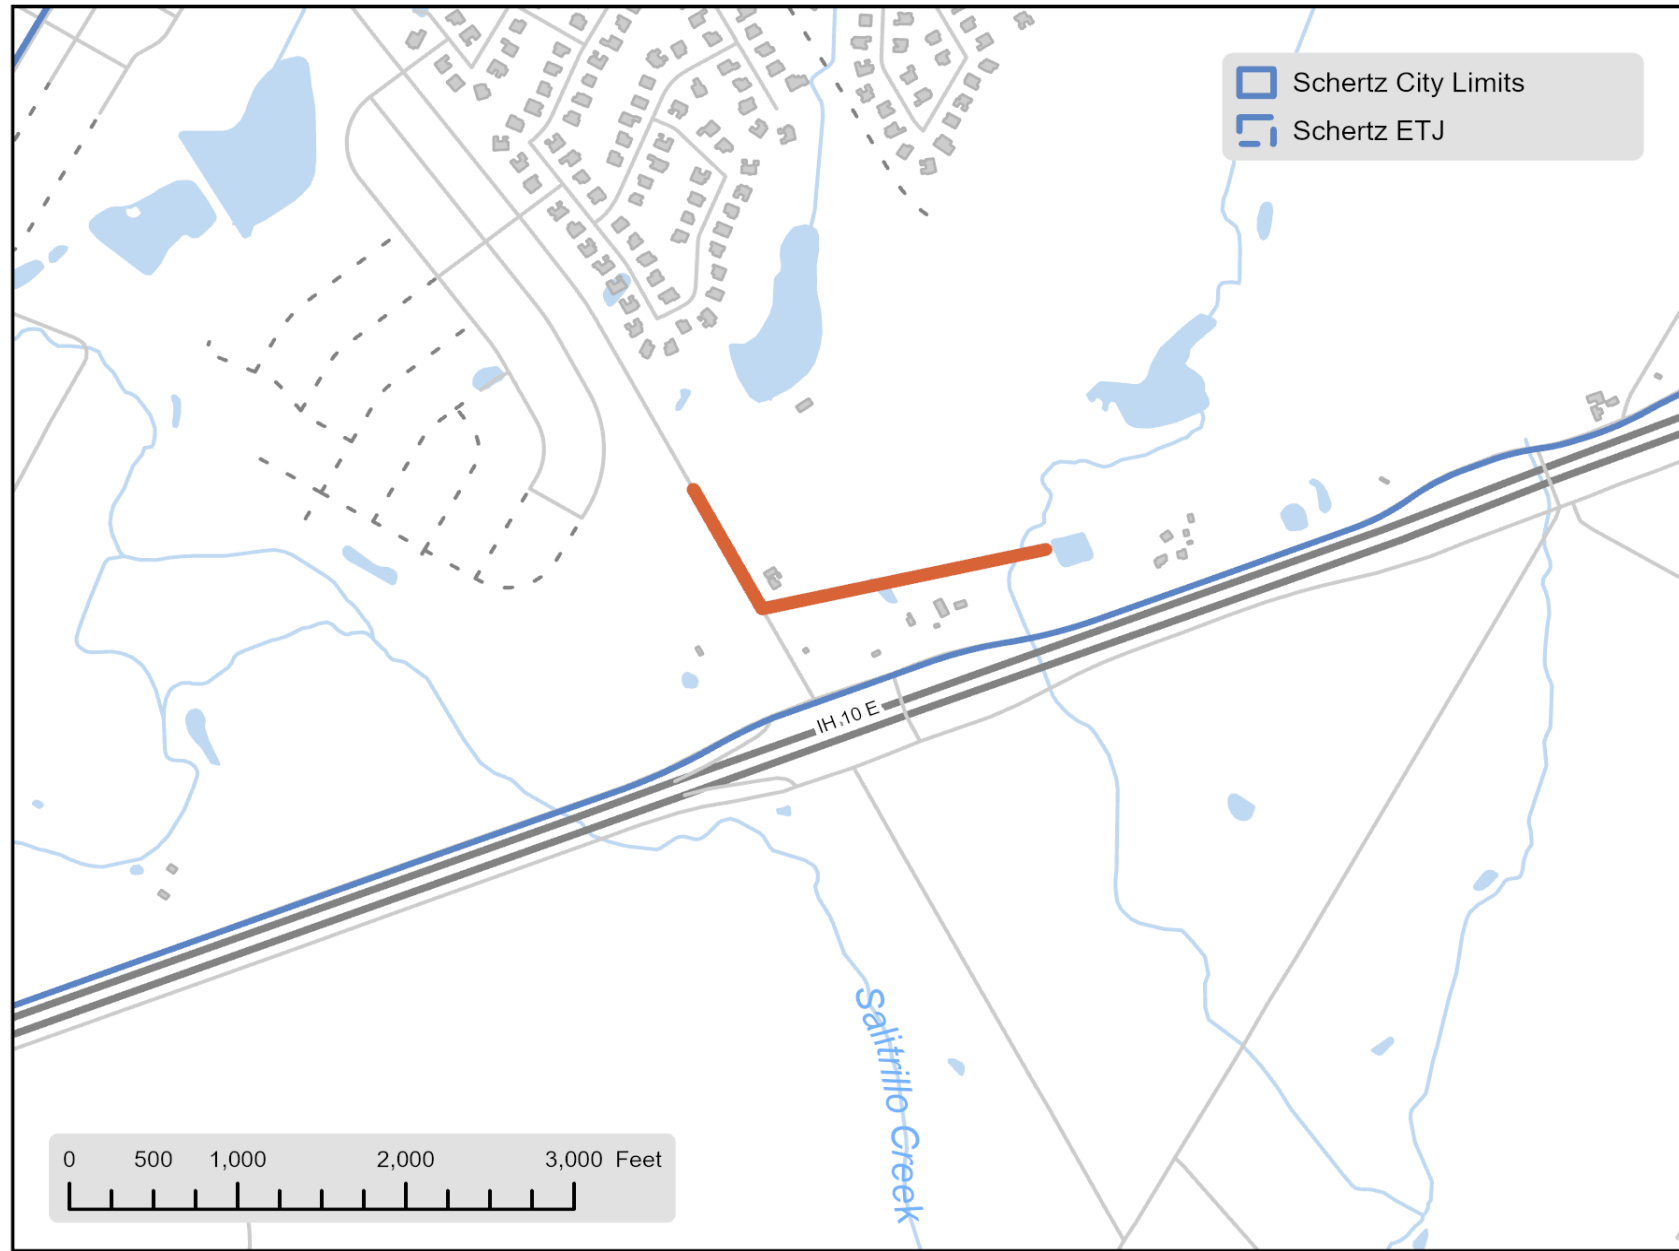 Schertz City Limits
Schertz ETJ
IH 10 E
Salitrillo Creek
0 500 1,000 2,000 3,000 Feet